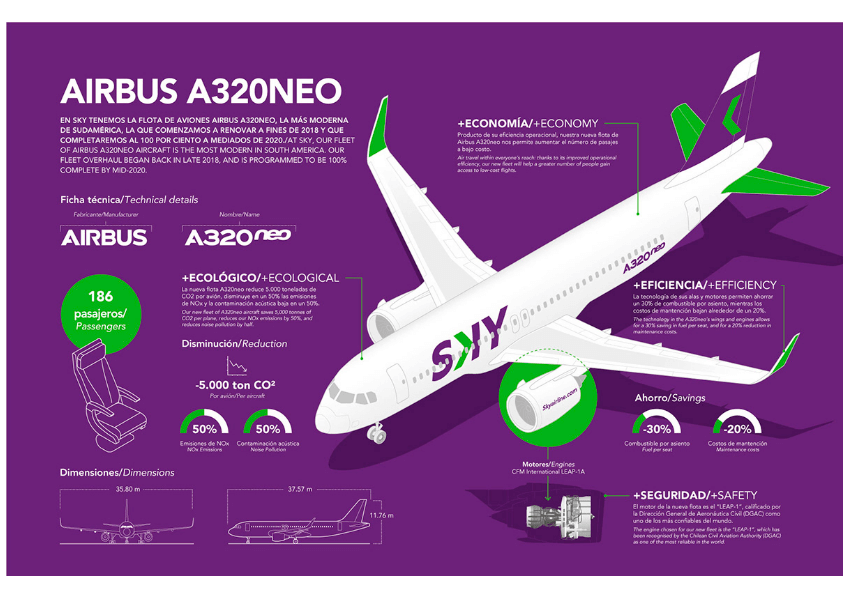 AIRBUS A320NEO
EN SKY TENEMOS LA FLOTA DE AVIONES AIRBUS A320NEO, LA MÁS MODERNA
DE SUDAMÉRICA, LA QUE COMENZAMOS A RENOVAR A FINES DE 2018 Y QUE
COMPLETAREMOS AL 100 POR CIENTO A MEDIADOS DE 2020./AT SKY, OUR FLEET
OF AIRBUS A320NEO AIRCRAFT IS THE MOST MODERN IN SOUTH AMERICA. OUR
FLEET OVERHAUL BEGAN BACK IN LATE 2018, AND IS PROGRAMMED TO BE 100%
COMPLETE BY MID-2020.
Ficha técnica/Technical details
Fabricante/Manufacturer
AIRBUS
Nombre/Name
A320neo
186
pasajeros/
Passengers
+ECOLÓGICO/+ECOLOGICAL
La nueva flota A320neo reduce 5.000 toneladas de
CO2 por avión, disminuye en un 50% las emisiones
de NOx y la contaminación acústica baja en un 50%.
Our new fleet of A320neo aircraft saves 5,000 tonnes of
CO2 per plane, reduces our NOx emissions by 50%, and
reduces noise pollution by half.
Disminución/Reduction
-5.000 ton CO²
Por avión/Per aircraft
50%
Emisiones de NOx
NOx Emissions
50%
Contaminación acústica
Noise Pollution
Dimensiones/Dimensions
35.80 m
37.57 m
11.76 m
+ECONOMÍA/+ECONOMY
Producto de su eficiencia operacional, nuestra nueva flota de
Airbus A320neo nos permite aumentar el número de pasajes
a bajo costo.
Air travel within everyone's reach: thanks to its improved operational
efficiency, our new fleet will help a greater number of people gain
access to low-cost flights.
A320neo
SKY
Skyairline.com
+EFICIENCIA/+EFFICIENCY
La tecnología de sus alas y motores permiten ahorrar
un 30% de combustible por asiento, mientras los
costos de mantención bajan alrededor de un 20%.
The technology in the A320neo's wings and engines allows
for a 30% saving in fuel per seat, and for a 20% reduction in
maintenance costs.
Ahorro/Savings
-30%
Combustible por asiento
Fuel per seat
-20%
Costos de mantención
Maintenance costs
Motores/Engines
CFM International LEAP-1A
+SEGURIDAD/+SAFETY
El motor de la nueva flota es el "LEAP-1", calificado por
la Dirección General de Aeronáutica Civil (DGAC) como
uno de los más confiables del mundo.
The engine chosen for our new fleet is the "LEAP-1", which has
been recognised by the Chilean Civil Aviation Authority (DGAC)
as one of the most reliable in the world.